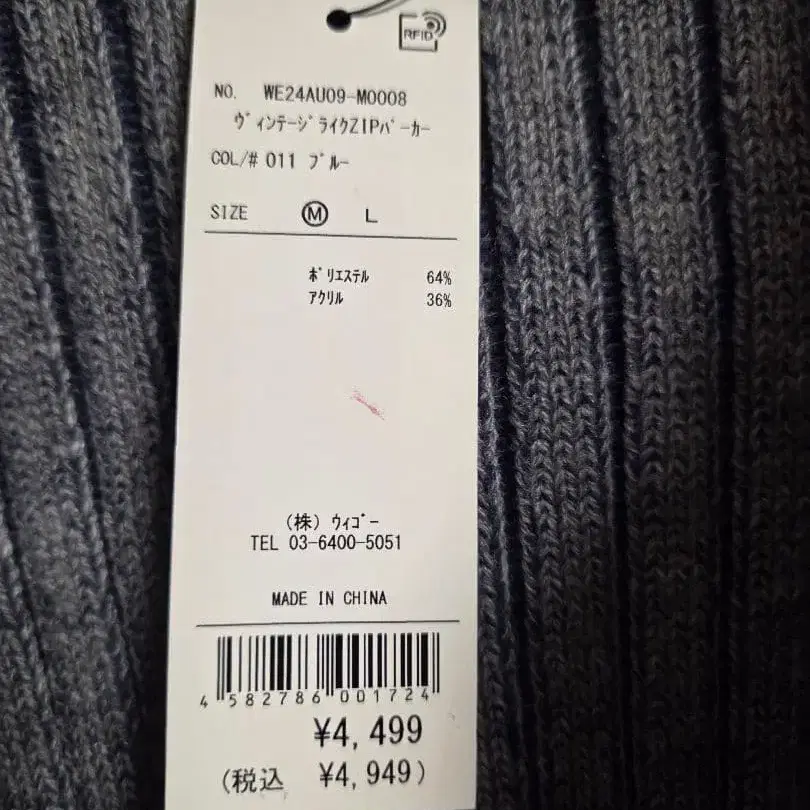 RFID
NO. WE24AU09-M0008
ヴィンテージライクZIPパーカー
COL/# 011 ブルー
SIZE Ⓜ L
ポリエステル 64%
アクリル 36%
(株) ウィゴー
TEL 03-6400-5051
MADE IN CHINA
4 582786 001724
¥4,499
(税込 ¥4,949)